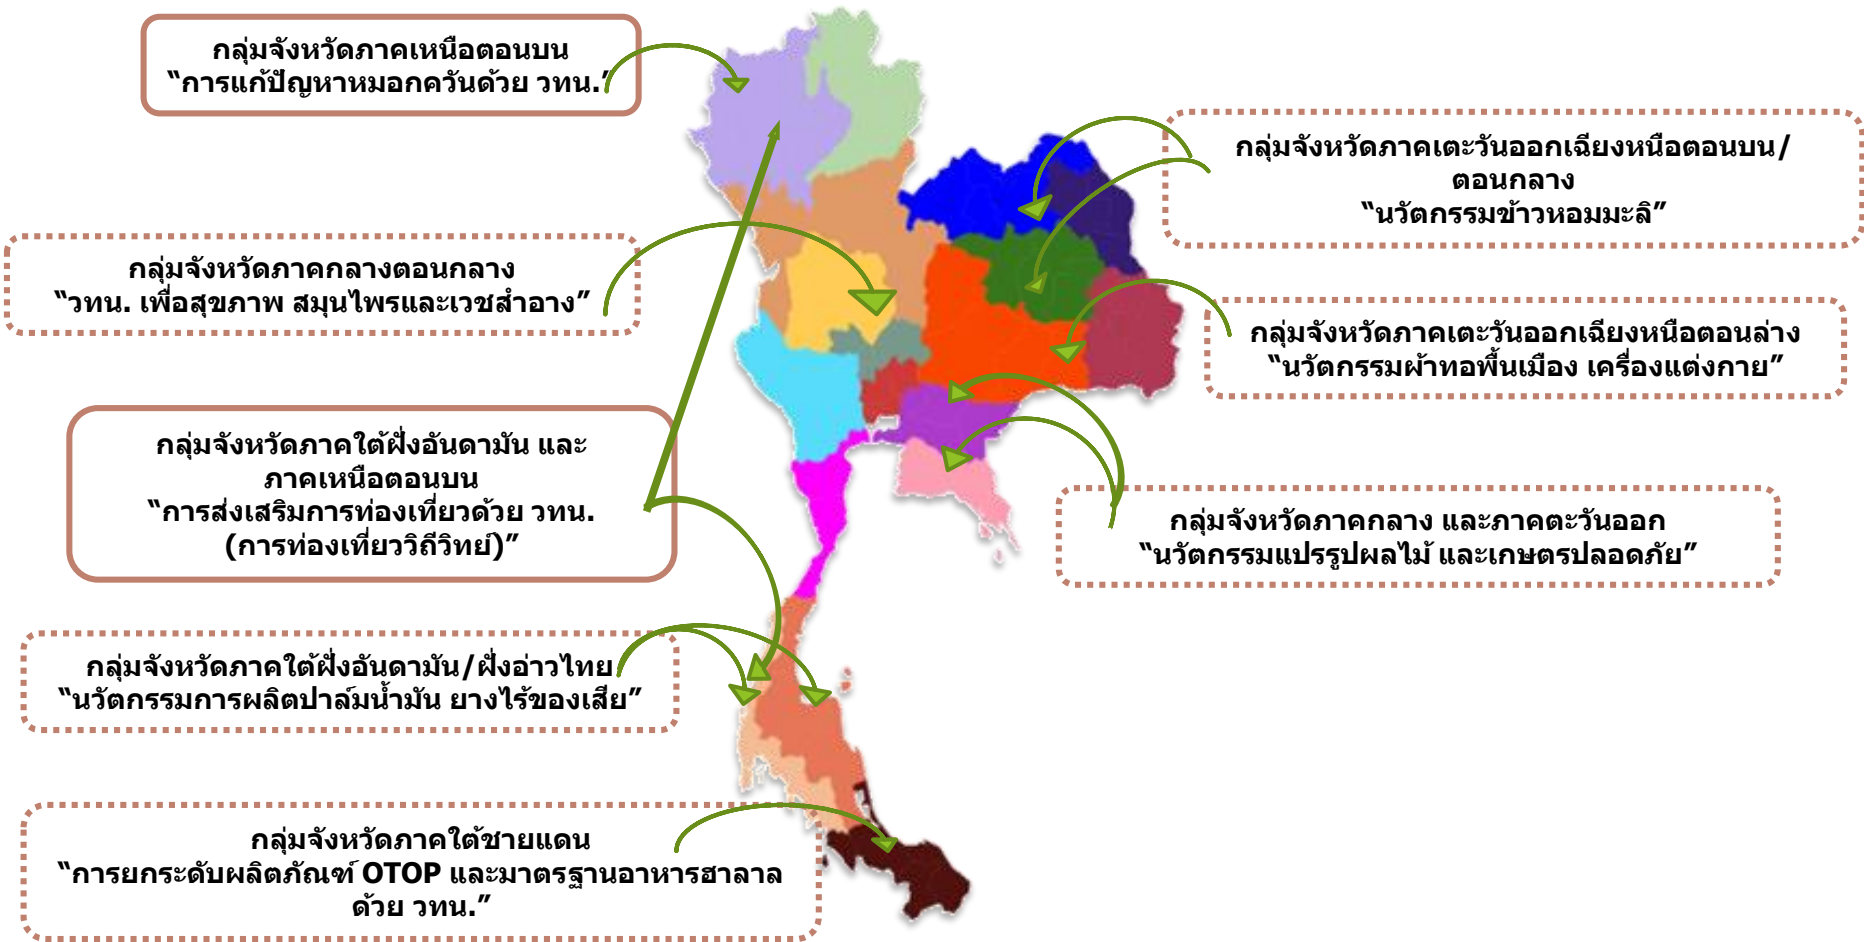 กลุ่มจังหวัดภาคเหนือตอนบน
“การแก้ปัญหาหมอกควันด้วย วทน.”
กลุ่มจังหวัดภาคกลางตอนกลาง
“วทน. เพื่อสุขภาพ สมุนไพรและเวชสำอาง”
กลุ่มจังหวัดภาคใต้ฝั่งอันดามัน และ
ภาคเหนือตอนบน
“การส่งเสริมการท่องเที่ยวด้วย วทน.
(การท่องเที่ยววิถีวิทย์)”
กลุ่มจังหวัดภาคใต้ฝั่งอันดามัน/ฝั่งอ่าวไทย
“นวัตกรรมการผลิตปาล์มน้ำมัน ยางไร้ของเสีย”
กลุ่มจังหวัดภาคใต้ชายแดน
“การยกระดับผลิตภัณฑ์ OTOP และมาตรฐานอาหารฮาลาล
ด้วย วทน.”
กลุ่มจังหวัดภาคเตะวันออกเฉียงหนือตอนบน/
ตอนกลาง
“นวัตกรรมข้าวหอมมะลิ”
กลุ่มจังหวัดภาคเตะวันออกเฉียงหนือตอนล่าง
“นวัตกรรมผ้าทอพื้นเมือง เครื่องแต่งกาย”
กลุ่มจังหวัดภาคกลาง และภาคตะวันออก
“นวัตกรรมแปรรูปผลไม้ และเกษตรปลอดภัย”